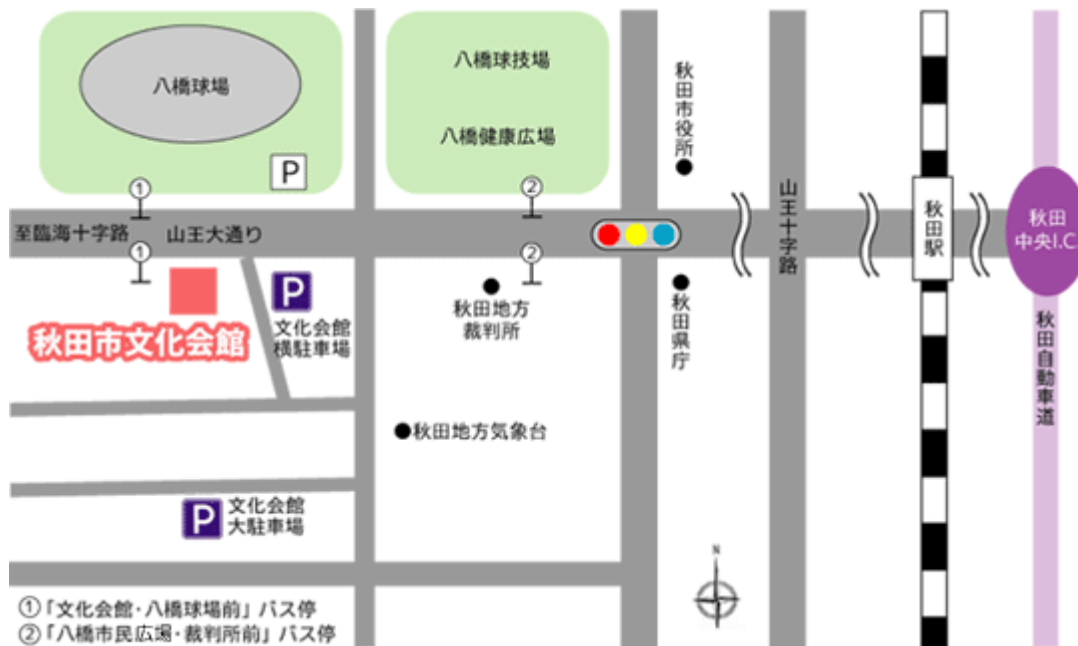 八橋球場
P
八橋球技場
八橋健康広場
秋田市役所
①
②
至臨海十字路
山王大通り
①
②
山王十字路
秋田駅
秋田
中央I.C
P
文化会館
横駐車場
秋田市文化会館
秋田地方
裁判所
秋田県庁
秋田自動車道
秋田地方気象台
P
文化会館
大駐車場
N
①「文化会館・八橋球場前」バス停
②「八橋市民広場・裁判所前」バス停